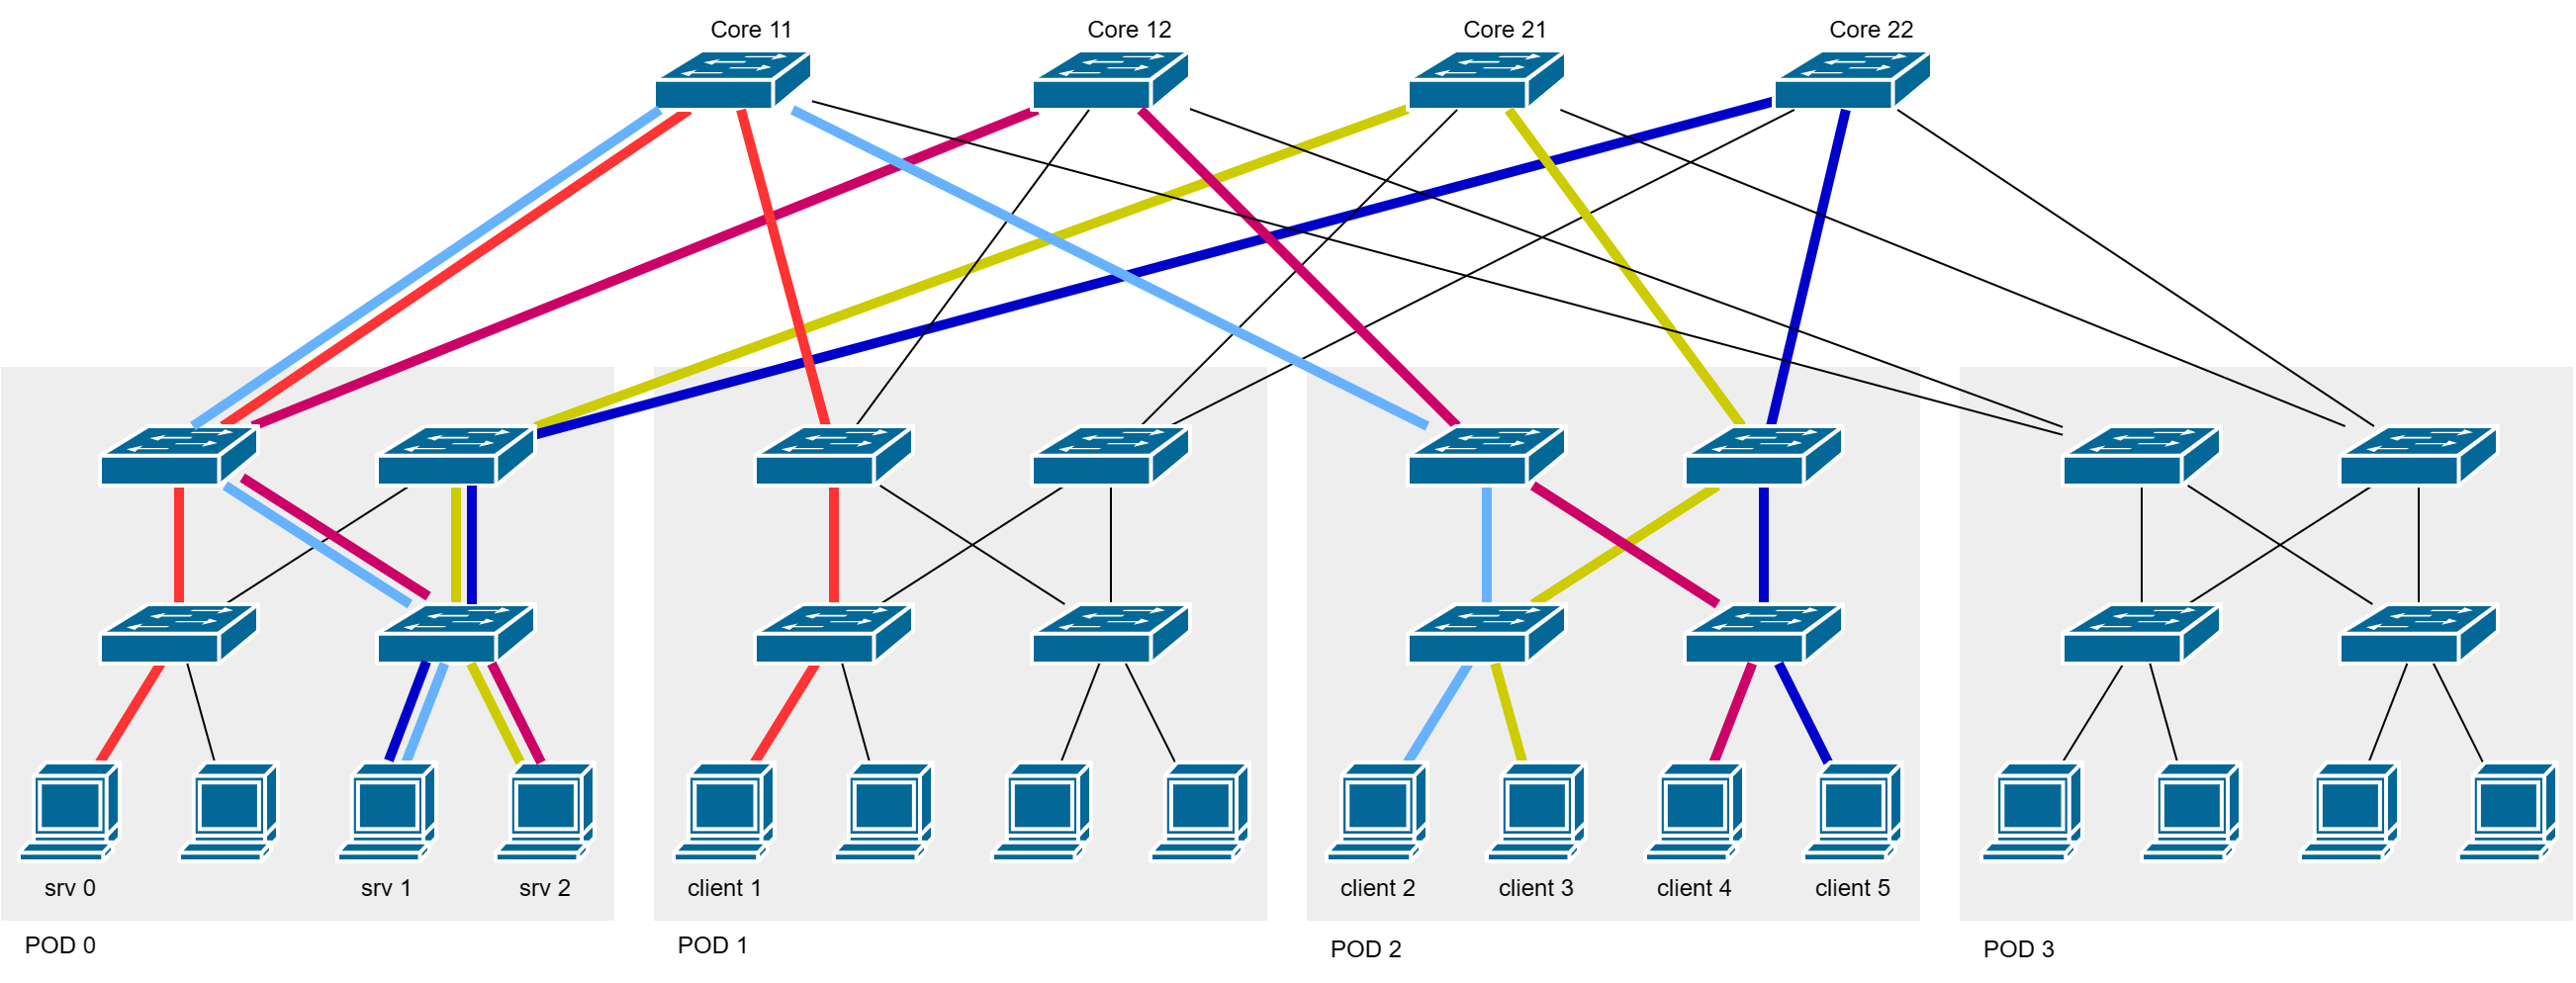 Core 11
Core 12
Core 21
Core 22
srv 0
srv 1
srv 2
client 1
client 2
client 3
client 4
client 5
POD 0
POD 1
POD 2
POD 3